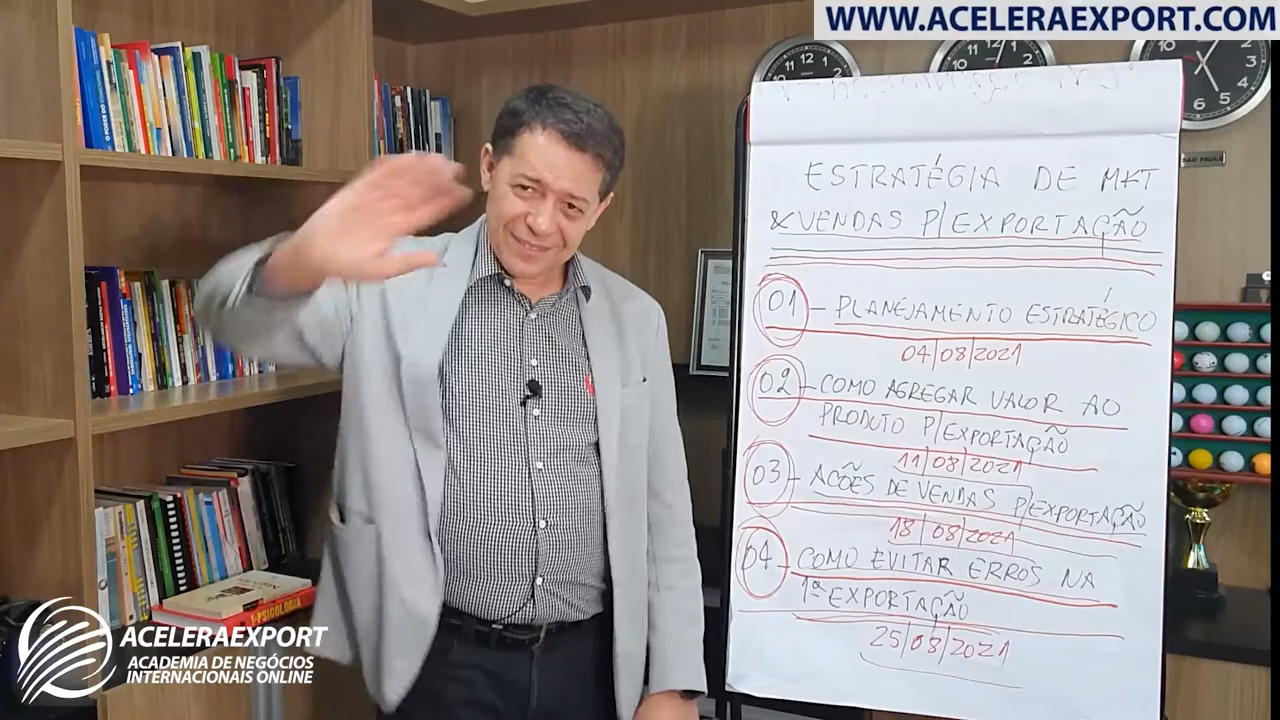 WWW.ACELERAEXPORT.COM
ESTRATÉGIA DE MKT
& VENDAS P/ EXPORTAÇÃO
01 - PLANEJAMENTO ESTRATÉGICO
04/08/2021
02 - COMO AGREGAR VALOR AO
PRODUTO P/ EXPORTAÇÃO
11/08/2021
03 - AÇÕES DE VENDAS P/ EXPORTAÇÃO
18/08/2021
04 - COMO EVITAR ERROS NA
1ª EXPORTAÇÃO
25/08/2021
SAO PAULO
I-PSICOLOGIA
ACELERAEXPORT
ACADEMIA DE NEGÓCIOS
INTERNACIONAIS ONLINE